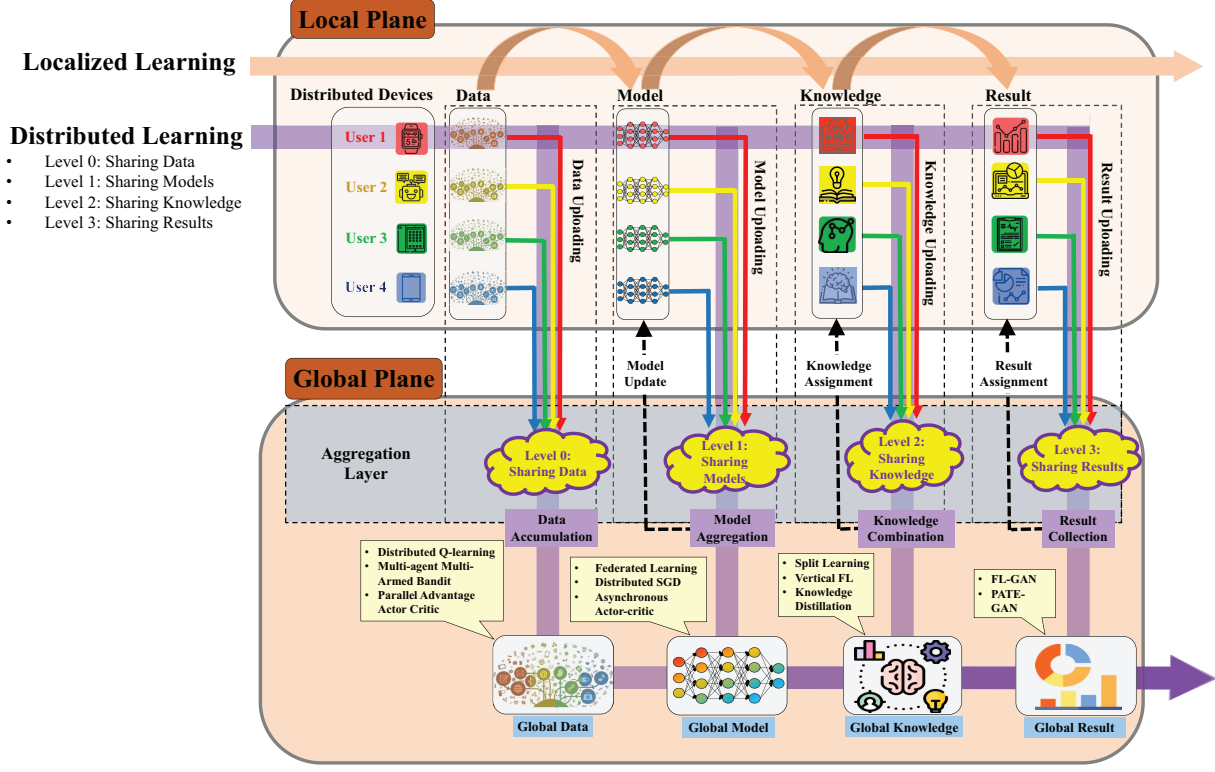 Local Plane
Localized Learning
Distributed Devices
Data
Model
Knowledge
Result
Distributed Learning
• Level 0: Sharing Data
• Level 1: Sharing Models
• Level 2: Sharing Knowledge
• Level 3: Sharing Results
User 1
User 2
User 3
User 4
Data Uploading
Model Uploading
Knowledge Uploading
Result Uploading
Global Plane
Model
Update
Knowledge
Assignment
Result
Assignment
Aggregation
Layer
Level 0:
Sharing Data
Level 1:
Sharing
Models
Level 2:
Sharing
Knowledge
Level 3:
Sharing Results
Data
Accumulation
Model
Aggregation
Knowledge
Combination
Result
Collection
• Distributed Q-learning
• Multi-agent Multi-
Armed Bandit
• Parallel Advantage
Actor Critic
• Federated Learning
• Distributed SGD
• Asynchronous
Actor-critic
• Split Learning
• Vertical FL
• Knowledge
Distillation
• FL-GAN
• PATE-
GAN
Global Data
Global Model
Global Knowledge
Global Result